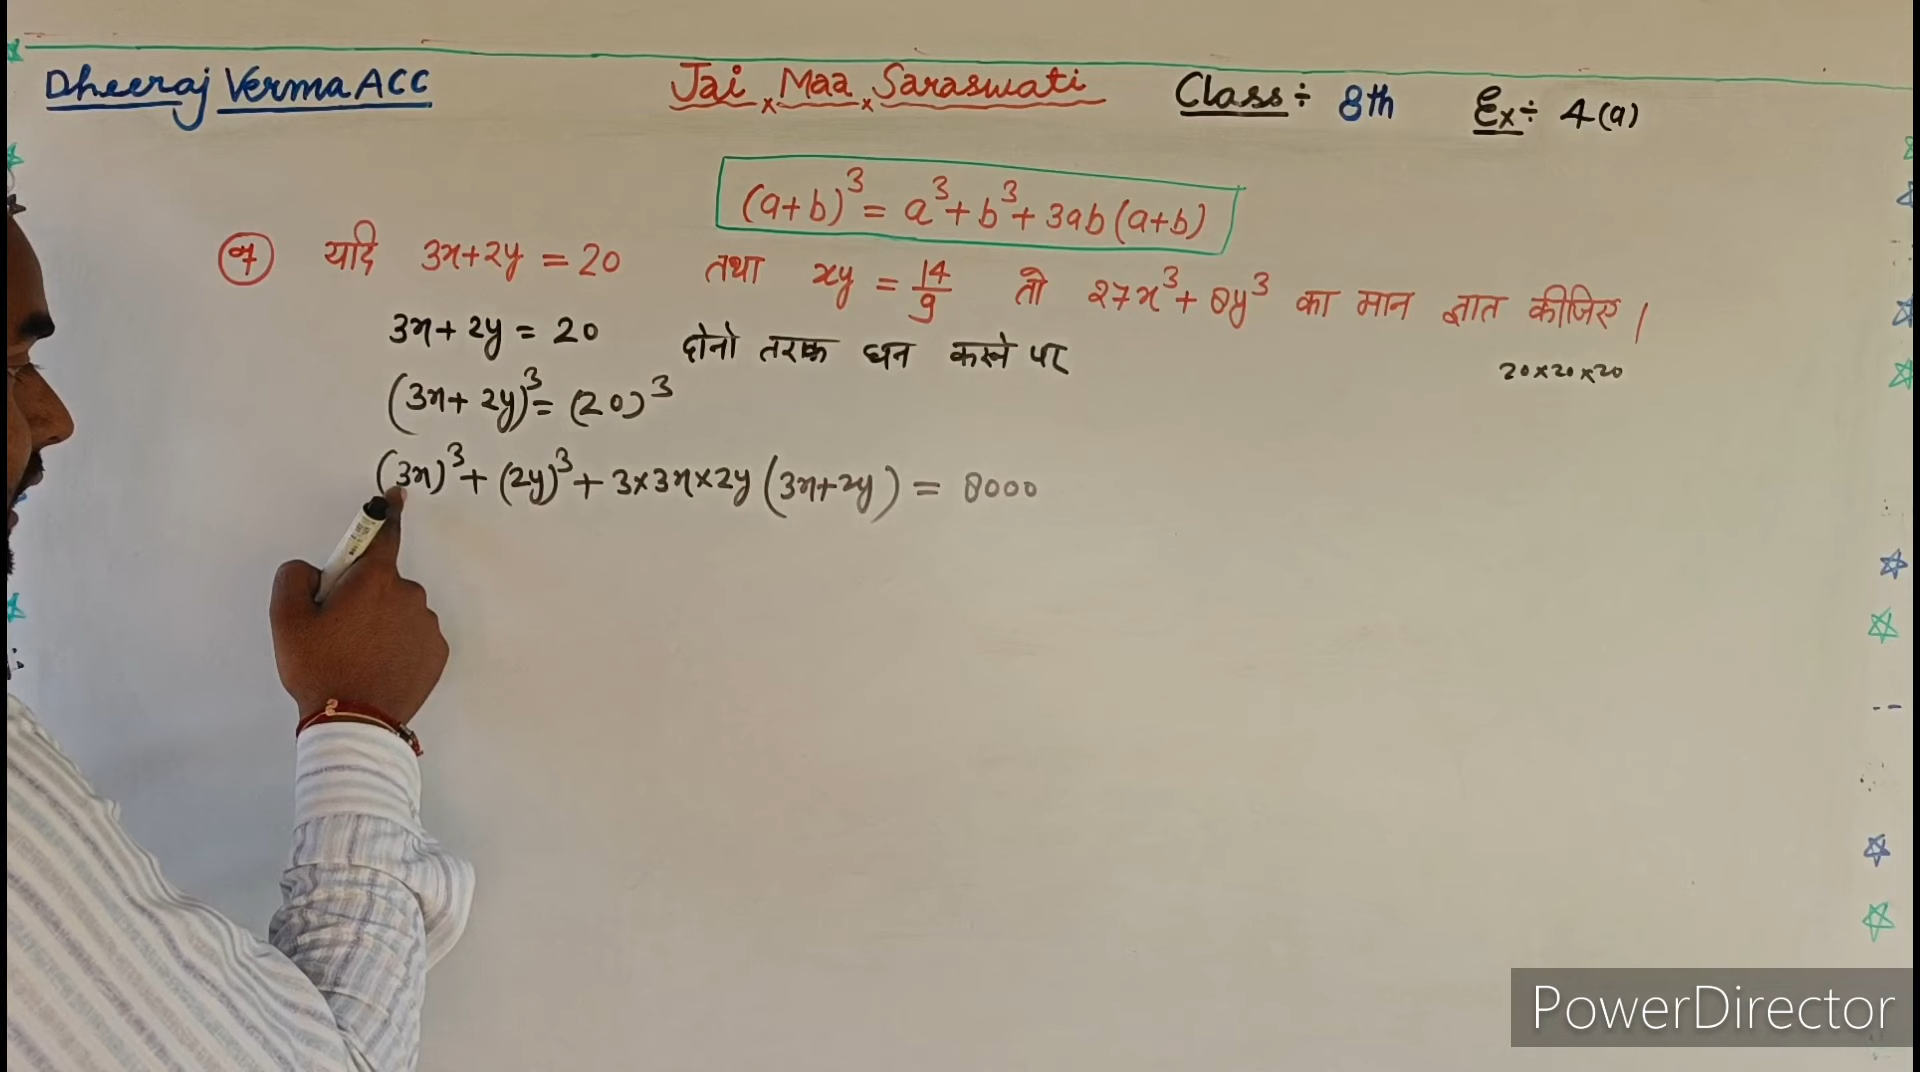 Dheeraj Verma ACC
Jai x Maa x Saraswati
Class ÷ 8th
Ex ÷ 4(a)
(a+b)³ = a³+b³+3ab(a+b)
यदि 3x+2y = 20 तथा xy = 14/9 तो 27x³+8y³ का मान ज्ञात कीजिए।
3x+2y = 20 दोनो तरफ घन करने पर
20×20×20
(3x+2y)³ = (20)³
(3x)³+(2y)³+3×3x×2y(3x+2y) = 8000
PowerDirector